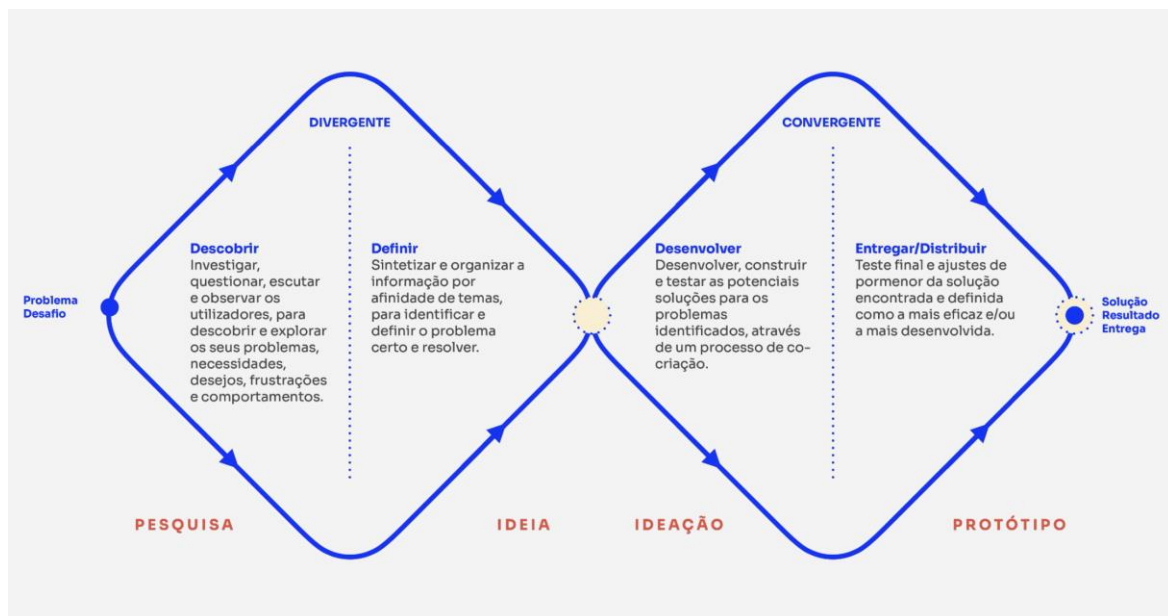 DIVERGENTE
CONVERGENTE
Problema
Desafio
Descobrir
Investigar,
questionar, escutar
e observar os
utilizadores, para
descobrir e explorar
os seus problemas,
necessidades,
desejos, frustrações
e comportamentos.
Definir
Sintetizar e organizar a
informação por
afinidade de temas,
para identificar e
definir o problema
certo e resolver.
Desenvolver
Desenvolver, construir
e testar as potenciais
soluções para os
problemas
identificados, através
de um processo de co-
criação.
Entregar/Distribuir
Teste final e ajustes de
pormenor da solução
encontrada e definida
como a mais eficaz e/ou
a mais desenvolvida.
Solução
Resultado
Entrega
PESQUISA
IDEIA
IDEAÇÃO
PROTÓTIPO